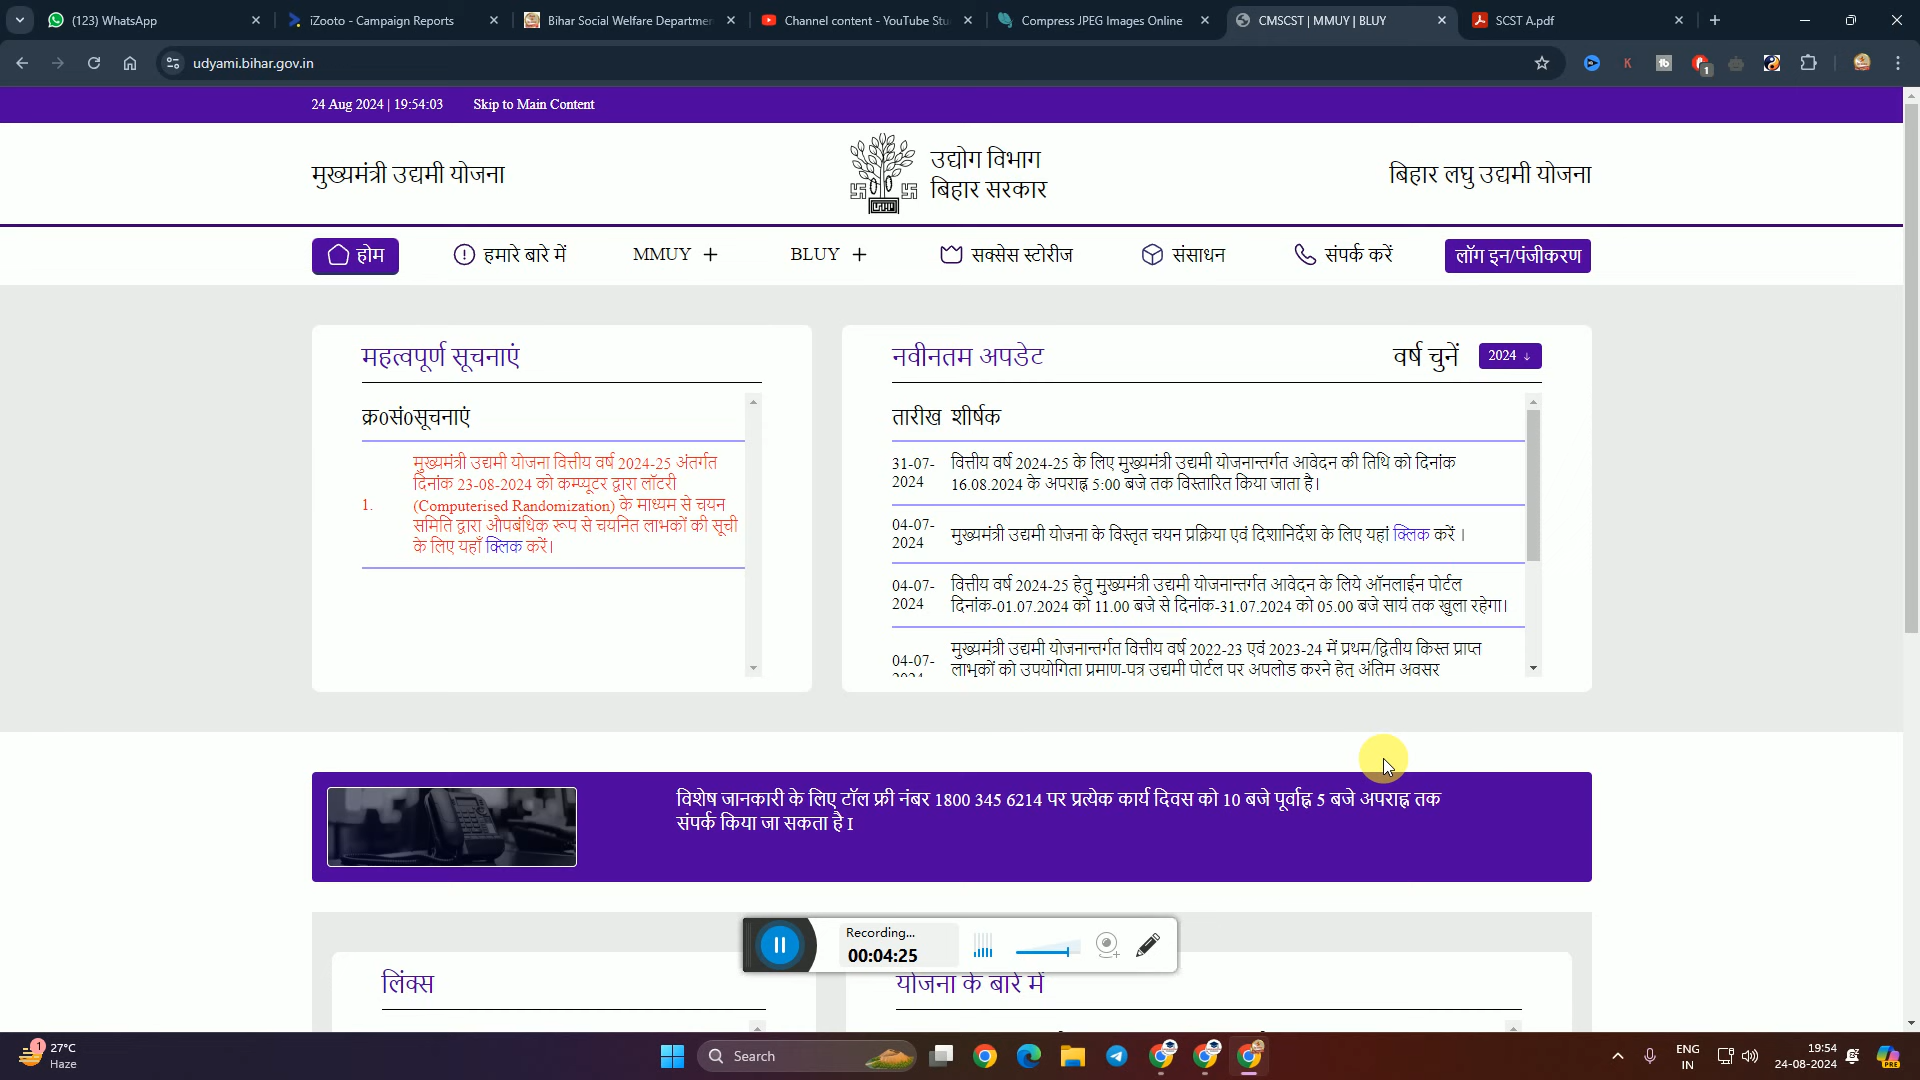 (123) WhatsApp
iZooto - Campaign Reports
Bihar Social Welfare Departmen
Channel content - YouTube Stu
Compress JPEG Images Online
CMSCST | MMUY | BLUY
SCST A.pdf
udyami.bihar.gov.in
K
1
24 Aug 2024 | 19:54:03 Skip to Main Content
मुख्यमंत्री उद्यमी योजना
उद्योग विभाग
बिहार सरकार
बिहार लघु उद्यमी योजना
होम
हमारे बारे में
MMUY +
BLUY +
सक्सेस स्टोरीज
संसाधन
संपर्क करें
लॉग इन/पंजीकरण
महत्वपूर्ण सूचनाएं
क्र0सं0सूचनाएं
1.
मुख्यमंत्री उद्यमी योजना वित्तीय वर्ष 2024-25 अंतर्गत
दिनांक 23-08-2024 को कम्प्यूटर द्वारा लॉटरी
(Computerised Randomization) के माध्यम से चयन
समिति द्वारा औपबंधिक रूप से चयनित लाभकों की सूची
के लिए यहाँ क्लिक करें।
नवीनतम अपडेट
वर्ष चुनें 2024 ↓
तारीख शीर्षक
31-07-2024
वित्तीय वर्ष 2024-25 के लिए मुख्यमंत्री उद्यमी योजनान्तर्गत आवेदन की तिथि को दिनांक
16.08.2024 के अपराह्न 5:00 बजे तक विस्तारित किया जाता है।
04-07-2024
मुख्यमंत्री उद्यमी योजना के विस्तृत चयन प्रक्रिया एवं दिशानिर्देश के लिए यहां क्लिक करें ।
04-07-2024
वित्तीय वर्ष 2024-25 हेतु मुख्यमंत्री उद्यमी योजनान्तर्गत आवेदन के लिये ऑनलाईन पोर्टल
दिनांक-01.07.2024 को 11.00 बजे से दिनांक-31.07.2024 को 05.00 बजे सायं तक खुला रहेगा।
04-07-2024
मुख्यमंत्री उद्यमी योजनान्तर्गत वित्तीय वर्ष 2022-23 एवं 2023-24 में प्रथम/द्वितीय किस्त प्राप्त
लाभुकों को उपयोगिता प्रमाण-पत्र उद्यमी पोर्टल पर अपलोड करने हेतु अंतिम अवसर
विशेष जानकारी के लिए टॉल फ्री नंबर 1800 345 6214 पर प्रत्येक कार्य दिवस को 10 बजे पूर्वाह्न 5 बजे अपराह्न तक
संपर्क किया जा सकता है I
Recording...
00:04:25
लिंक्स
योजना के बारे में
1
27°C
Haze
Search
ENG
IN
19:54
24-08-2024
PRE